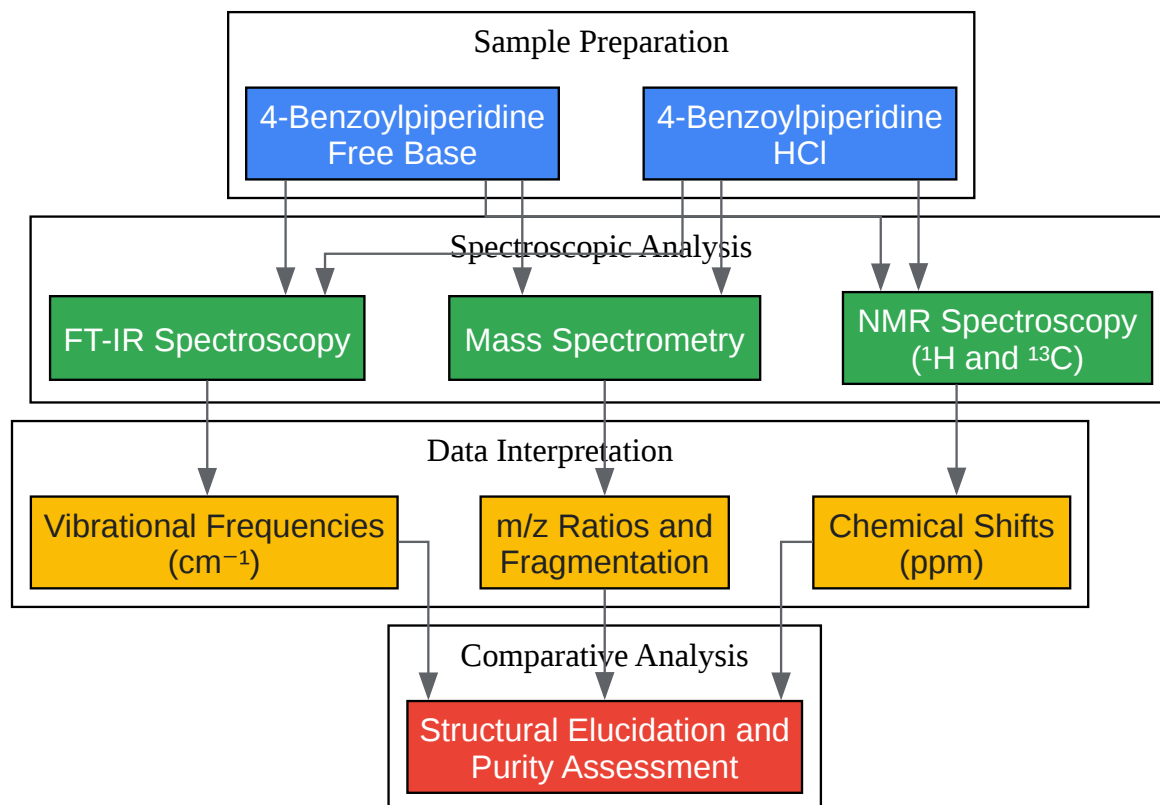 Sample Preparation
4-Benzoylpiperidine
Free Base
4-Benzoylpiperidine
HCl
Spectroscopic Analysis
FT-IR Spectroscopy
Mass Spectrometry
NMR Spectroscopy
(¹H and ¹³C)
Data Interpretation
Vibrational Frequencies
(cm⁻¹)
m/z Ratios and
Fragmentation
Chemical Shifts
(ppm)
Comparative Analysis
Structural Elucidation and
Purity Assessment